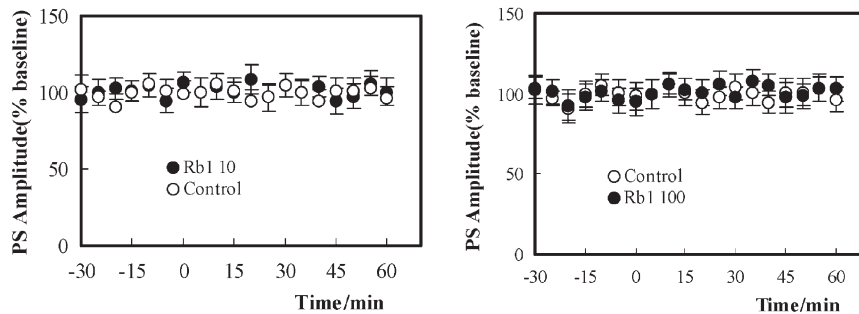 PS Amplitude(% baseline)
150
100
50
0
Rb1 10
Control
-30 -15 0 15 30 45 60
Time/min
PS Amplitude(% baseline)
150
100
50
0
Control
Rb1 100
-30 -15 0 15 30 45 60
Time/min